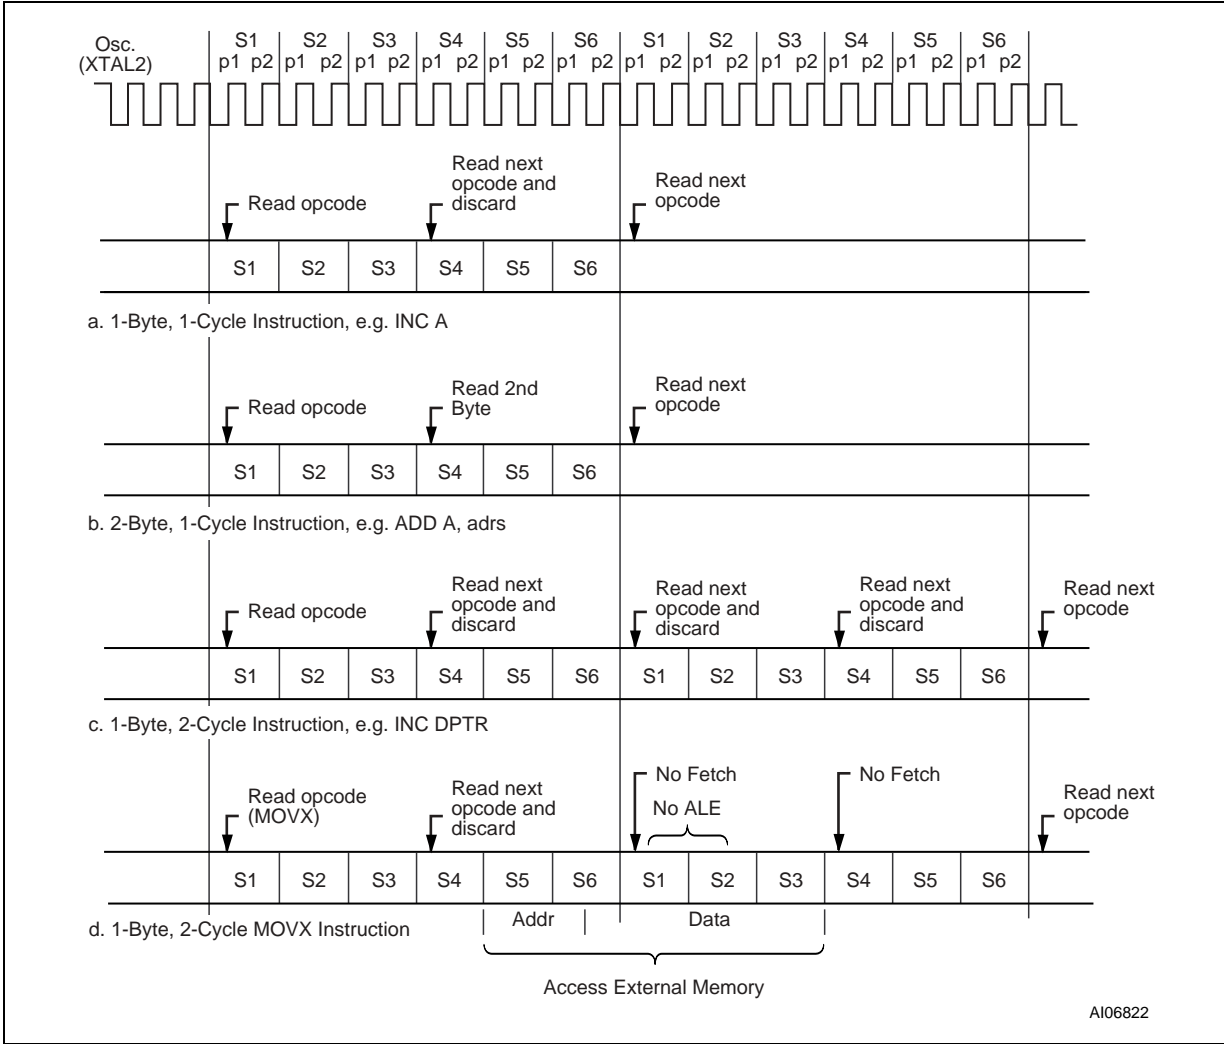 Osc.
(XTAL2)
S1 S2 S3 S4 S5 S6 S1 S2 S3 S4 S5 S6
p1 p2 p1 p2 p1 p2 p1 p2 p1 p2 p1 p2 p1 p2 p1 p2 p1 p2 p1 p2 p1 p2 p1 p2
Read opcode
Read next
opcode and
discard
Read next
opcode
S1 S2 S3 S4 S5 S6
a. 1-Byte, 1-Cycle Instruction, e.g. INC A
Read opcode
Read 2nd
Byte
Read next
opcode
S1 S2 S3 S4 S5 S6
b. 2-Byte, 1-Cycle Instruction, e.g. ADD A, adrs
Read opcode
Read next
opcode and
discard
Read next
opcode and
discard
Read next
opcode and
discard
Read next
opcode
S1 S2 S3 S4 S5 S6 S1 S2 S3 S4 S5 S6
c. 1-Byte, 2-Cycle Instruction, e.g. INC DPTR
Read opcode
(MOVX)
Read next
opcode and
discard
No Fetch
No ALE
No Fetch
Read next
opcode
S1 S2 S3 S4 S5 S6 S1 S2 S3 S4 S5 S6
d. 1-Byte, 2-Cycle MOVX Instruction
Addr
Data
Access External Memory
AI06822